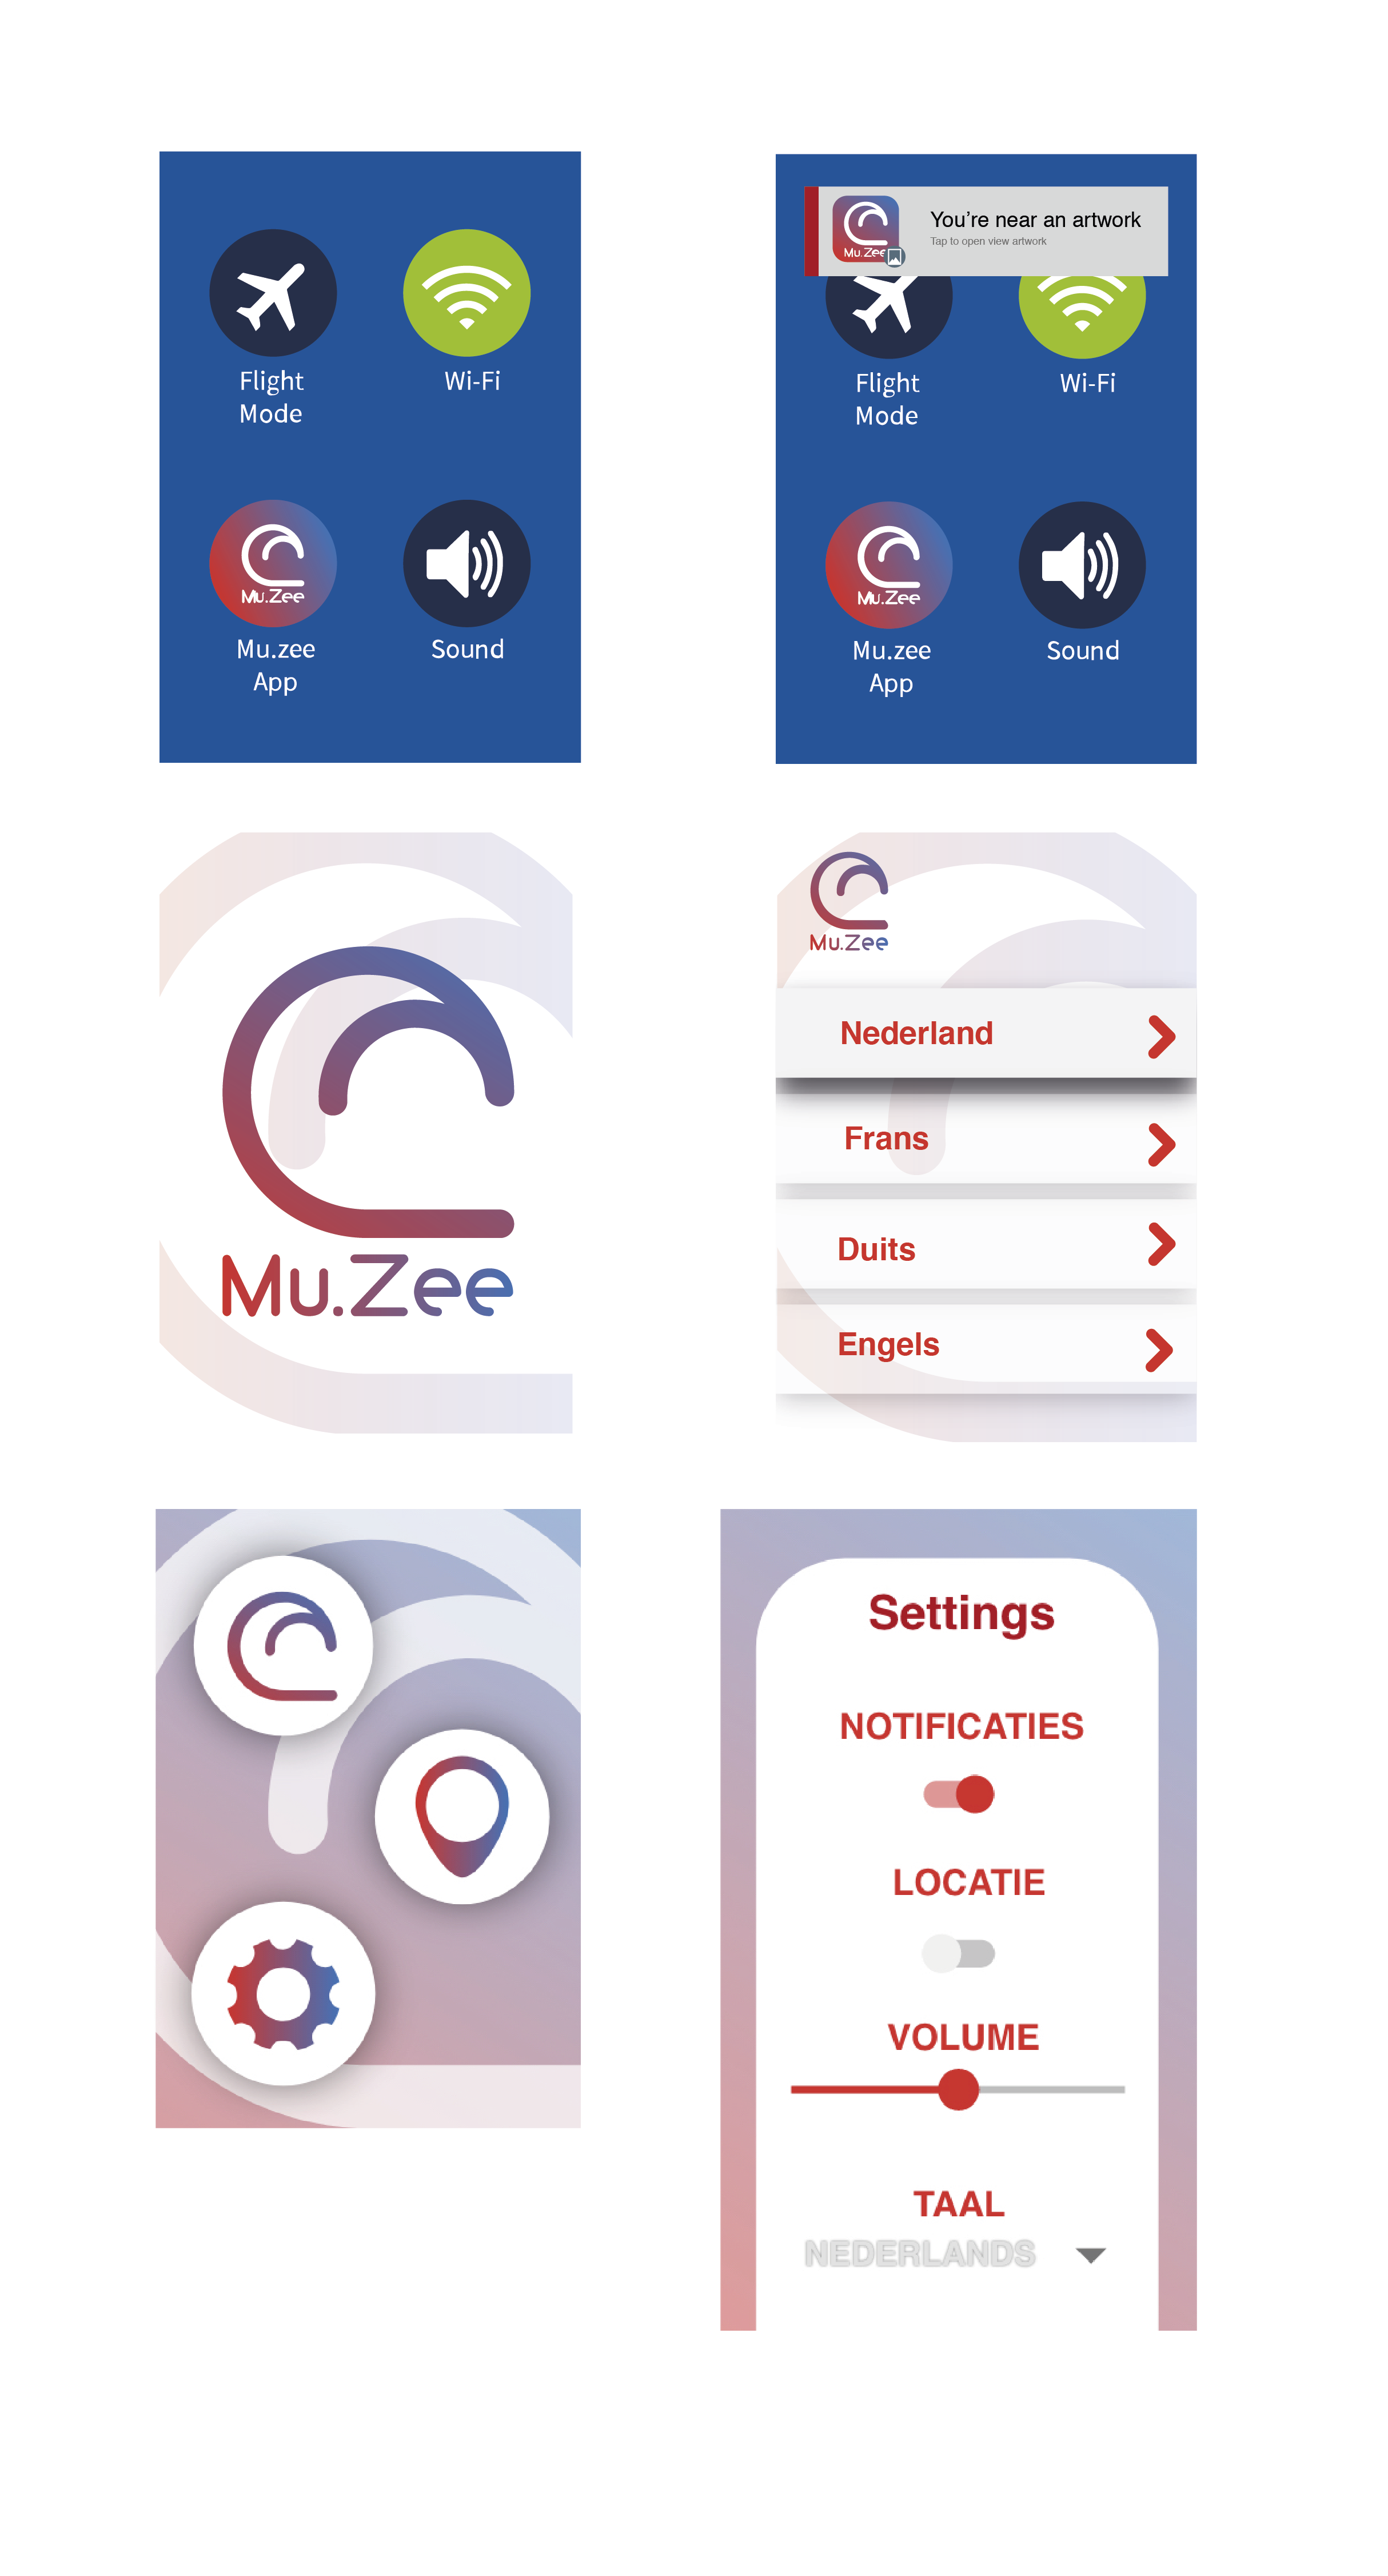 Flight
Mode
Wi-Fi
Mu.Zee
Mu.zee
App
Sound
You're near an artwork
Tap to open view artwork
Mu.Zee
Flight
Mode
Wi-Fi
Mu.Zee
Mu.zee
App
Sound
Mu.Zee
Mu.Zee
Nederland
Frans
Duits
Engels
Settings
NOTIFICATIES
LOCATIE
VOLUME
TAAL
NEDERLANDS